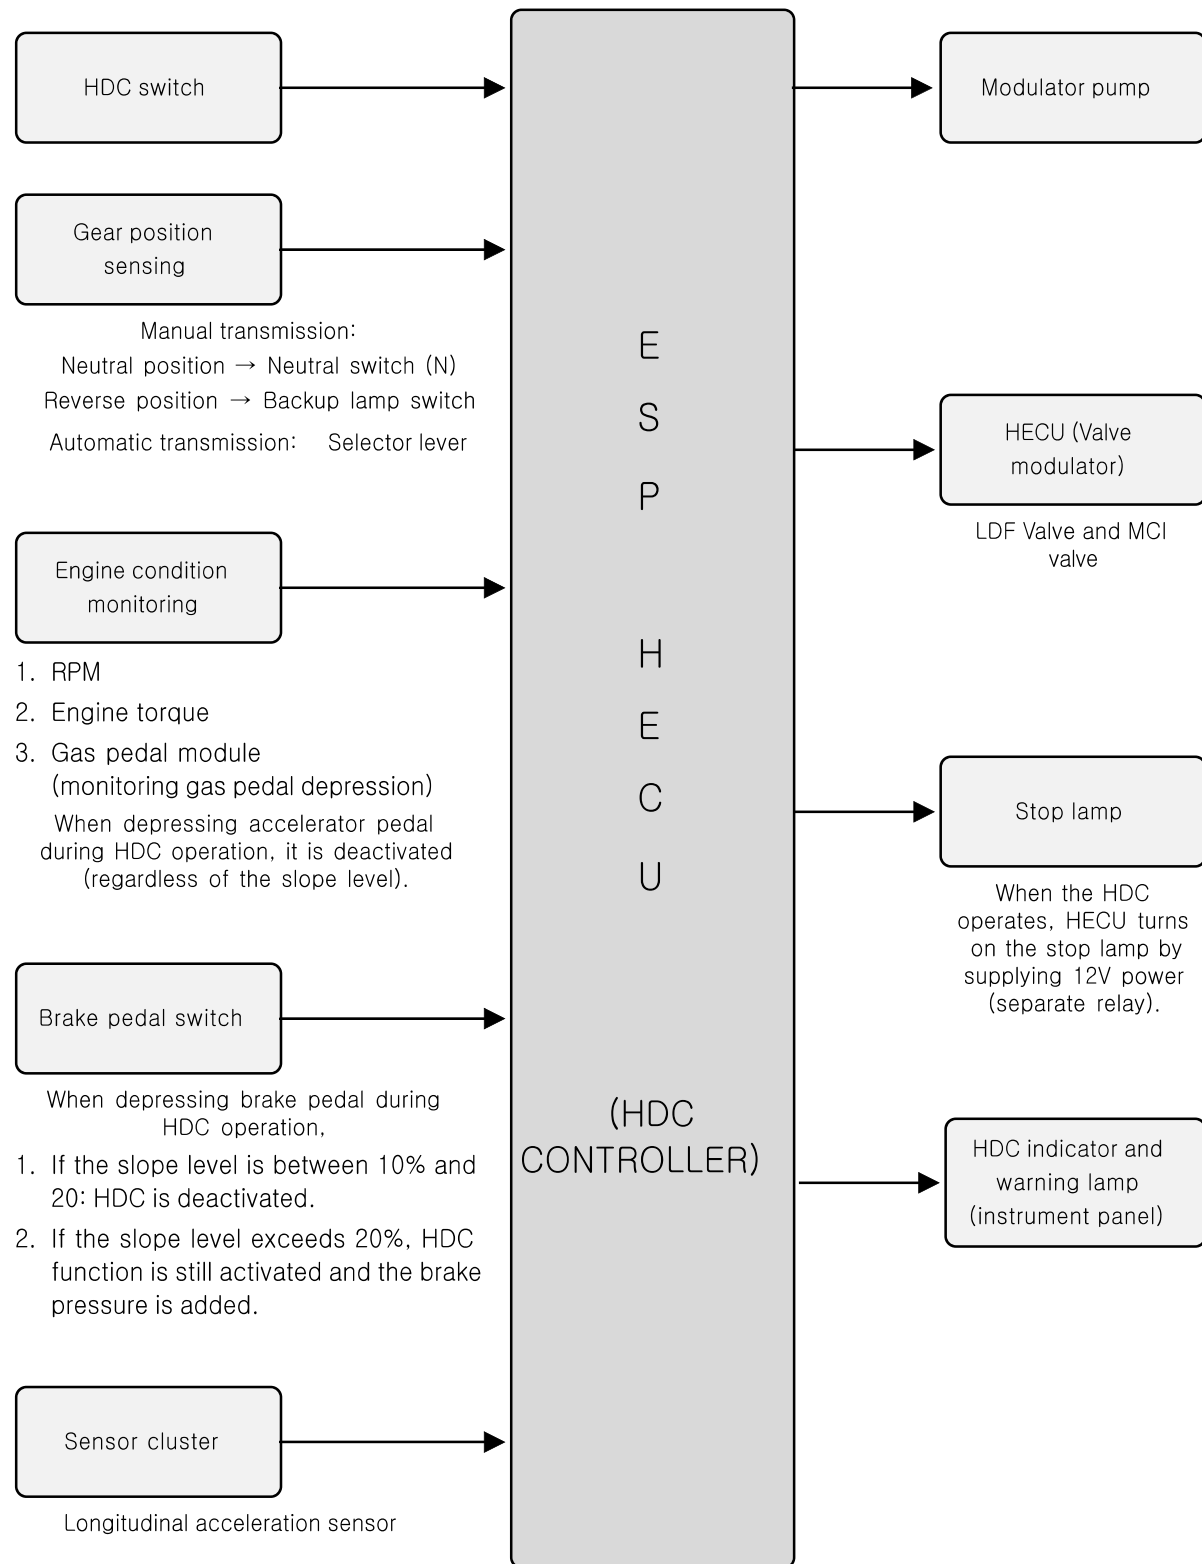 HDC switch
Gear position
sensing
Manual transmission:
Neutral position → Neutral switch (N)
Reverse position → Backup lamp switch
Automatic transmission: Selector lever
Engine condition
monitoring
1. RPM
2. Engine torque
3. Gas pedal module
(monitoring gas pedal depression)
When depressing accelerator pedal
during HDC operation, it is deactivated
(regardless of the slope level).
Brake pedal switch
When depressing brake pedal during
HDC operation,
1. If the slope level is between 10% and
20: HDC is deactivated.
2. If the slope level exceeds 20%, HDC
function is still activated and the brake
pressure is added.
Sensor cluster
Longitudinal acceleration sensor
E
S
P
H
E
C
U
(HDC
CONTROLLER)
Modulator pump
HECU (Valve
modulator)
LDF Valve and MCI
valve
Stop lamp
When the HDC
operates, HECU turns
on the stop lamp by
supplying 12V power
(separate relay).
HDC indicator and
warning lamp
(instrument panel)